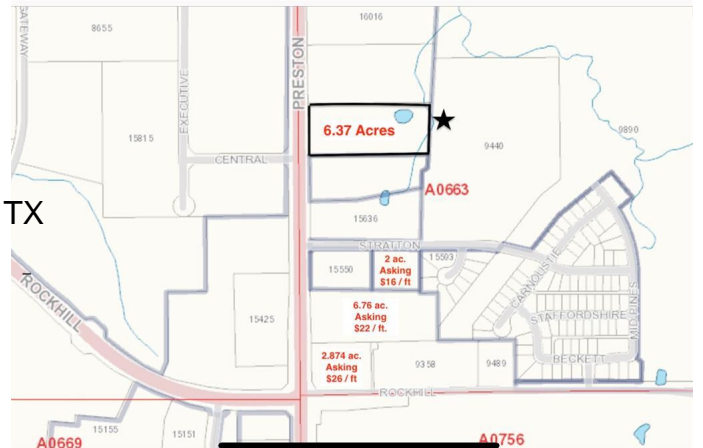 GATEWAY
8655
16016
PRESTON
EXECUTIVE
6.37 Acres
15815
9440
9890
CENTRAL
A0663
TX
15636
STRATTON
15550
2 ac.
Asking
$16 / ft
15503
CARNOUSTIE
ROCKHILL
6.76 ac.
Asking
$22 / ft.
15425
STAFFORDSHIRE
MID PINES
2.874 ac.
Asking
$26 / ft
9358
9489
BECKETT
ROCKHILL
15155
15151
A0669
A0756